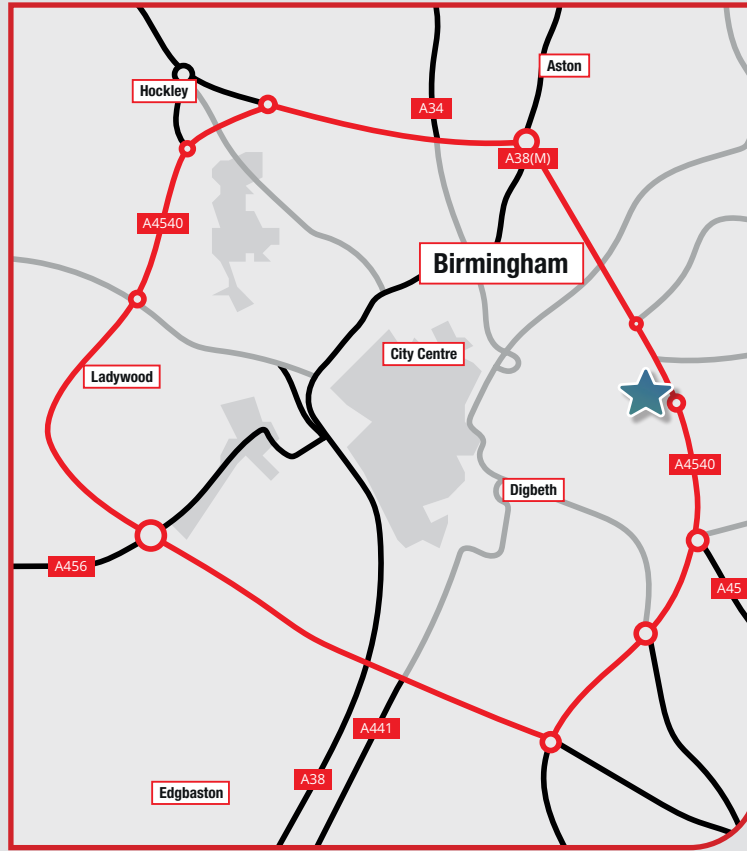 Aston
Hockley
A34
A38(M)
A4540
Birmingham
City Centre
Ladywood
A4540
Digbeth
A456
A45
A441
A38
Edgbaston